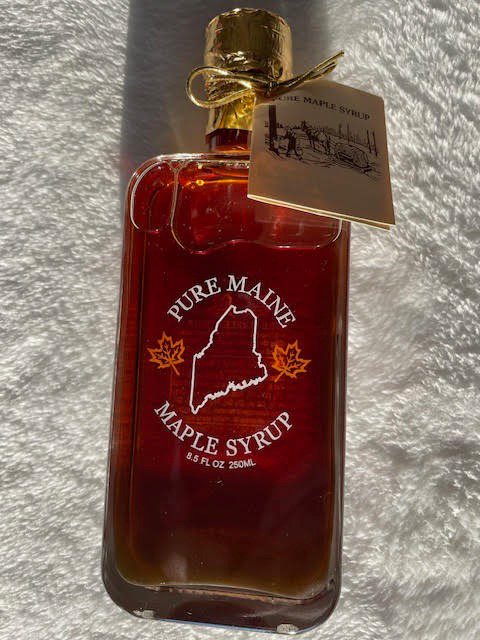 PURE MAPLE SYRUP
PURE MAINE
MAPLE SYRUP
8.5 FL OZ 250ML